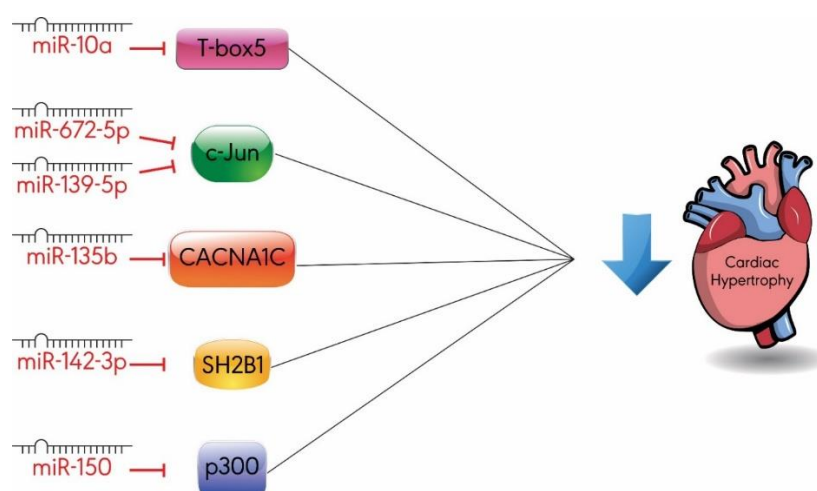 miR-10a
T-box5
miR-672-5p
c-Jun
miR-139-5p
miR-135b
CACNA1C
miR-142-3p
SH2B1
miR-150
p300
Cardiac
Hypertrophy